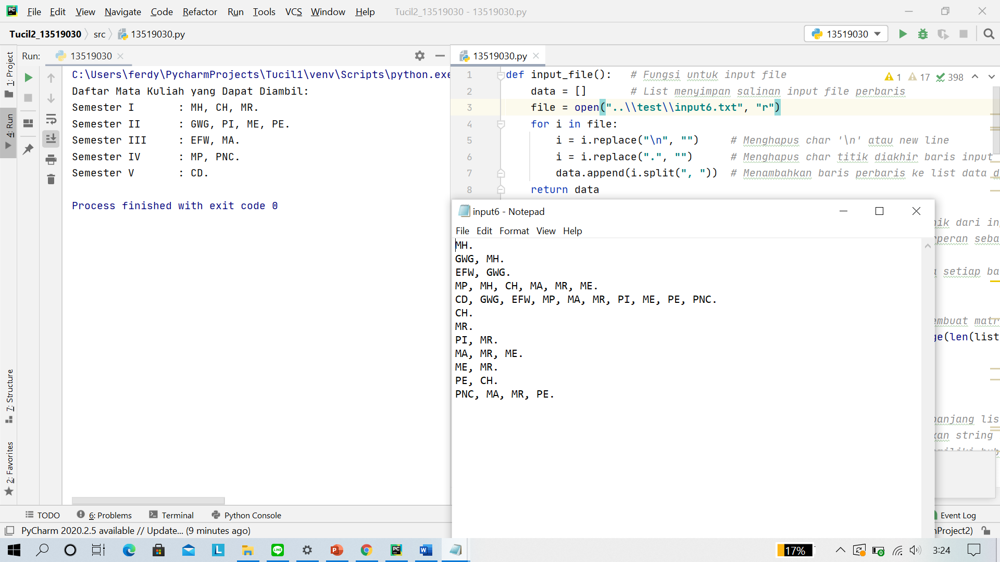 File Edit View Navigate Code Refactor Run Tools VCS Window Help Tucil2_13519030 - 13519030.py
Tucil2_13519030 src 13519030.py 13519030
1: Project
4: Run
7: Structure
2: Favorites
Run: 13519030
C:\Users\ferdy\PycharmProjects\Tucil1\venv\Scripts\python.exe
Daftar Mata Kuliah yang Dapat Diambil:
Semester I : MH, CH, MR.
Semester II : GWG, PI, ME, PE.
Semester III : EFW, MA.
Semester IV : MP, PNC.
Semester V : CD.
Process finished with exit code 0
13519030.py
1 17 398
1 def input_file(): # Fungsi untuk input file
2 data = [] # List menyimpan salinan input file perbaris
3 file = open("..\\test\\input6.txt", "r")
4 for i in file:
5 i = i.replace("\n", "") # Menghapus char '\n' atau new line
6 i = i.replace(".", "") # Menghapus char titik diakhir baris input
7 data.append(i.split(", ")) # Menambahkan baris perbaris ke list data d
8 return data
nik dari in
rperan seba
setiap ba
embuat matr
ge(len(list
panjang lis
kan string
input6 - Notepad
File Edit Format View Help
MH.
GWG, MH.
EFW, GWG.
MP, MH, CH, MA, MR, ME.
CD, GWG, EFW, MP, MA, MR, PI, ME, PE, PNC.
CH.
MR.
PI, MR.
MA, MR, ME.
ME, MR.
PE, CH.
PNC, MA, MR, PE.
TODO 6: Problems Terminal Python Console Event Log
PyCharm 2020.2.5 available // Update... (9 minutes ago) nProject2)
17% 3:24